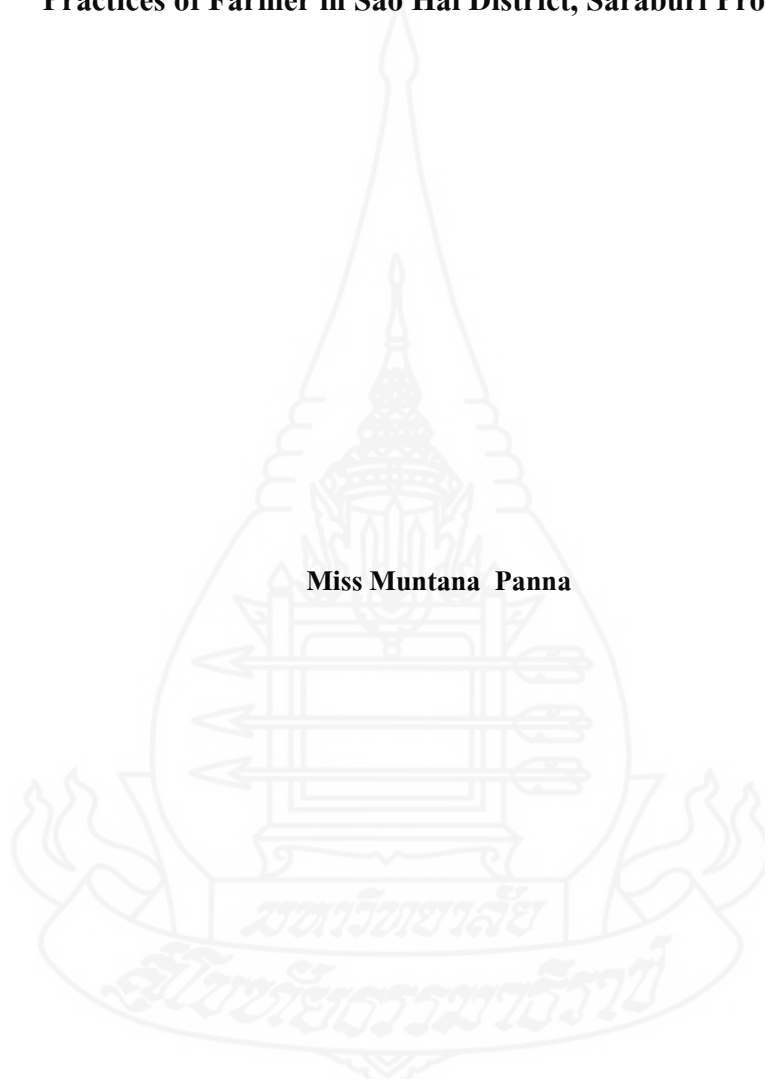 Practices of Farmer in Sao Hai District, Saraburi Pro
Miss Muntana Panna
มหาวิทยาลัย
สุโขทัยธรรมาธิราช